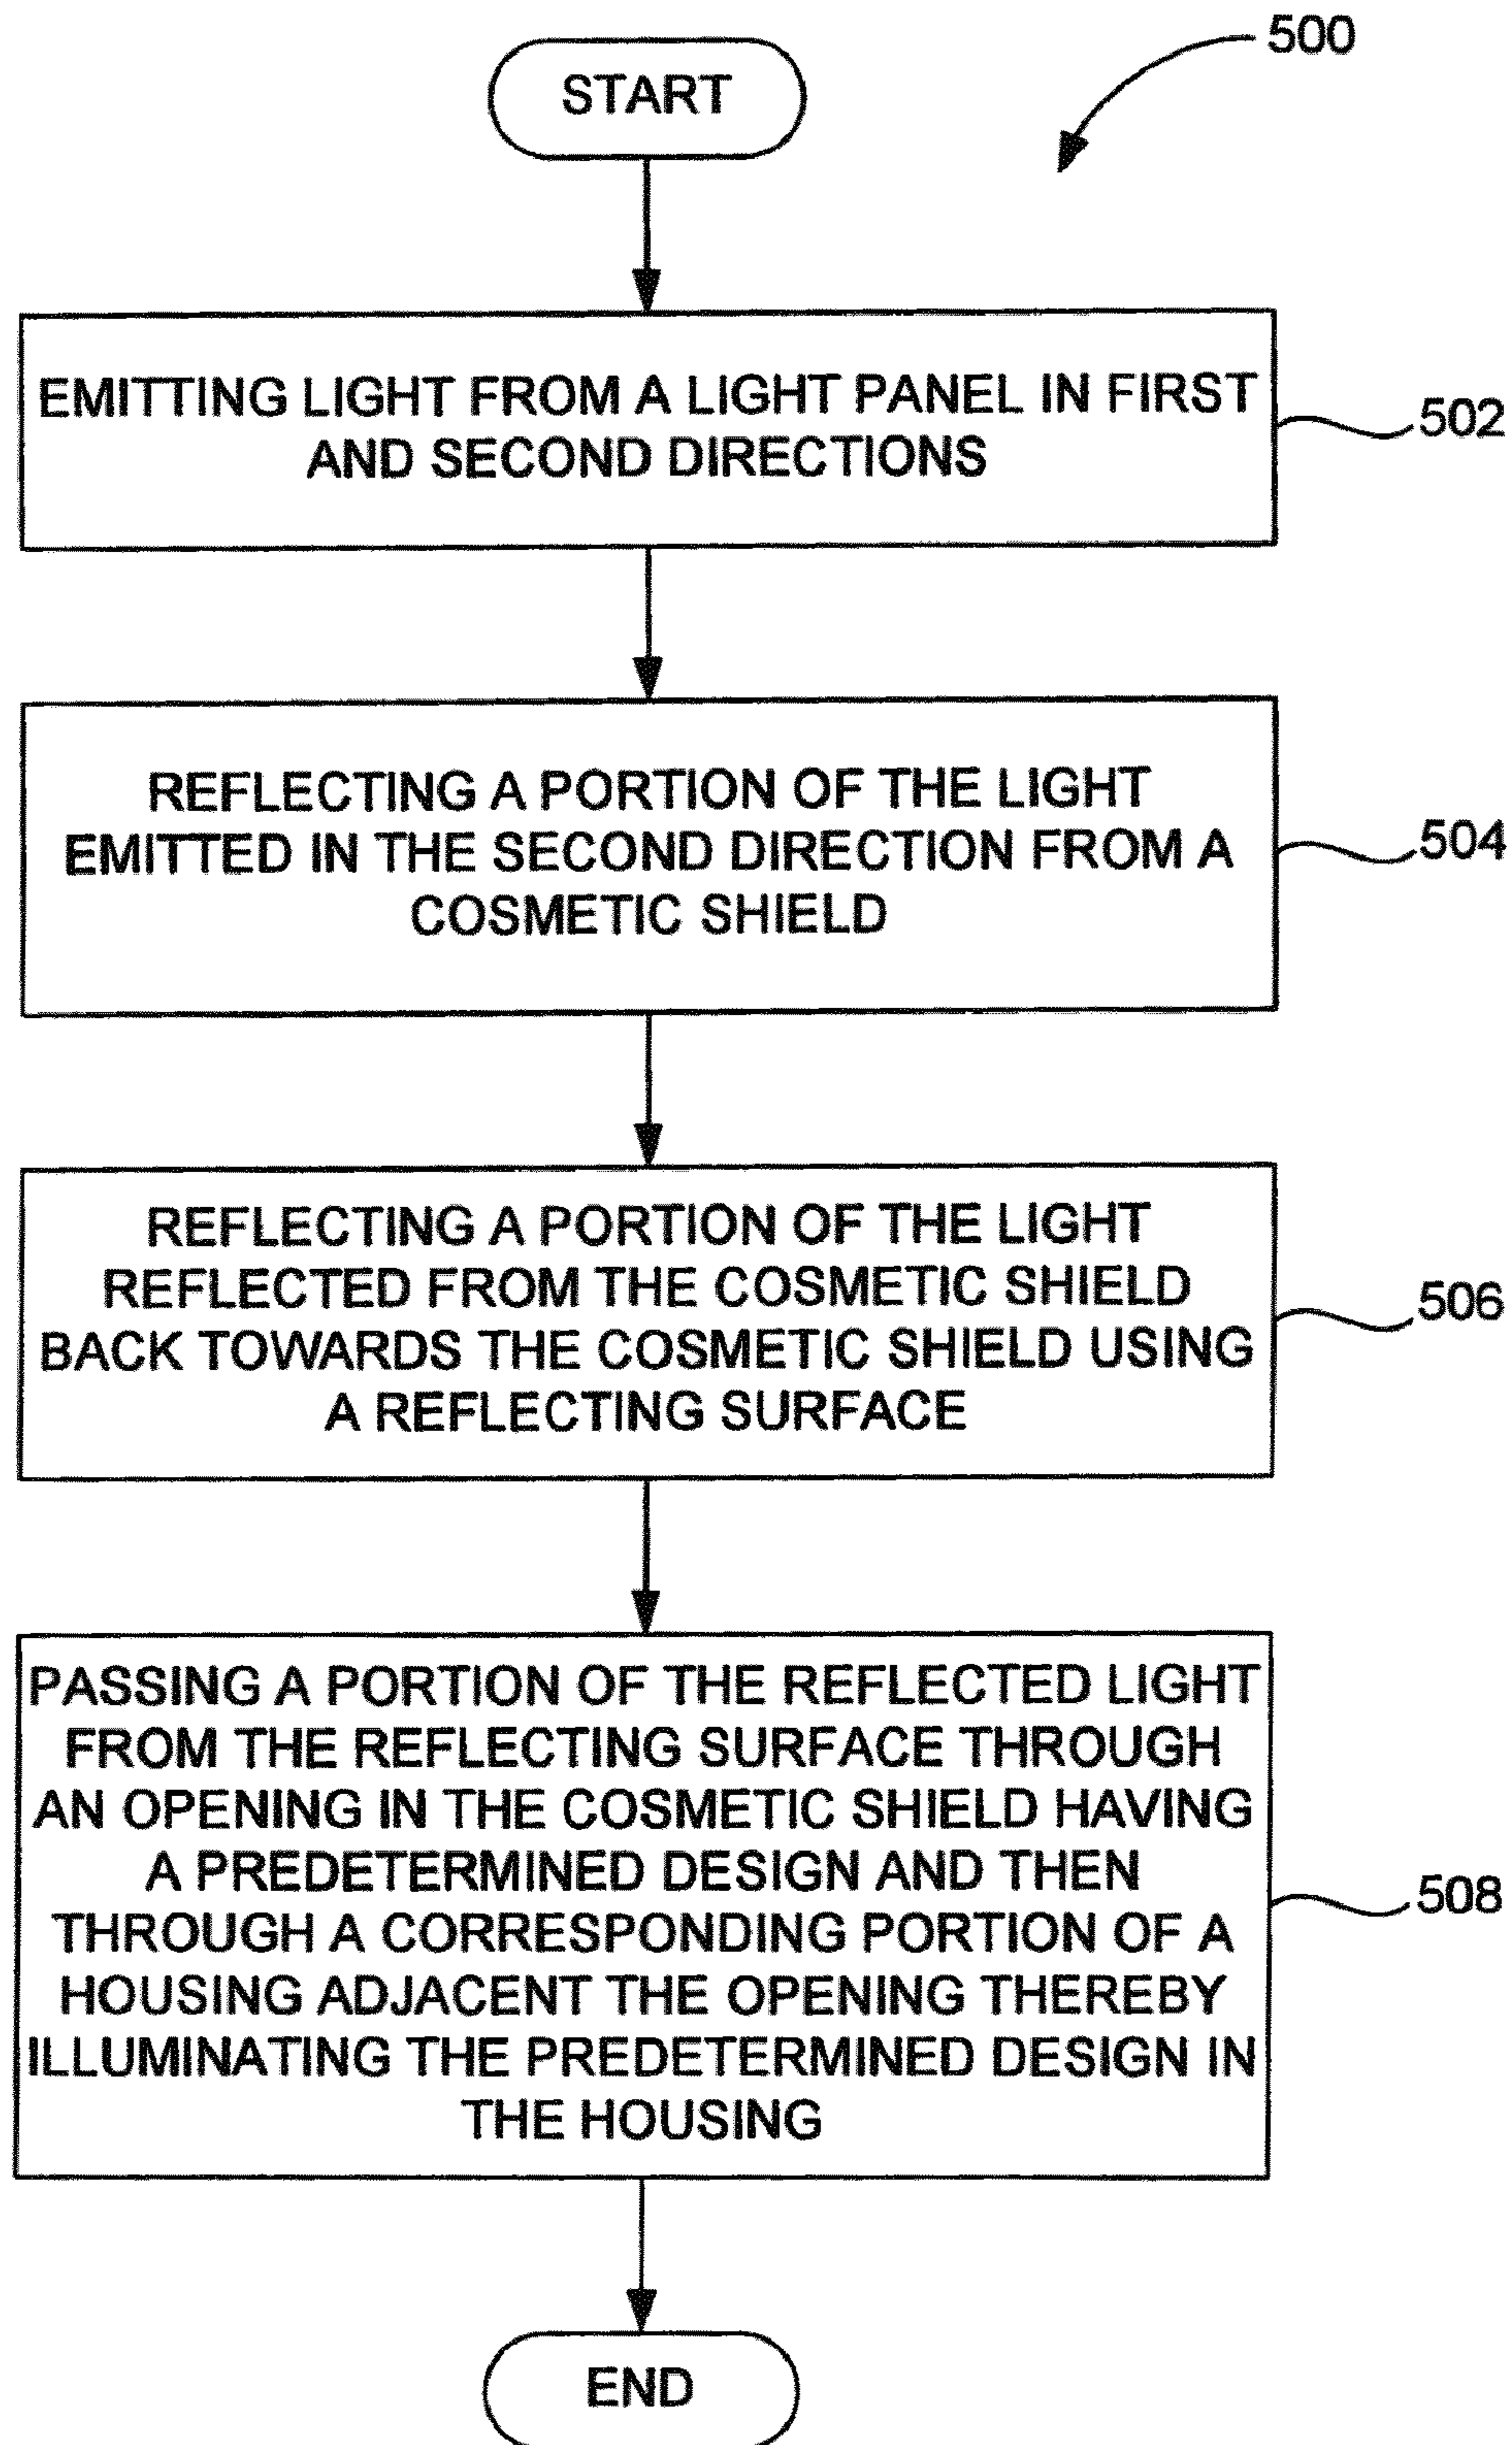 500
START
EMITTING LIGHT FROM A LIGHT PANEL IN FIRST
AND SECOND DIRECTIONS
502
REFLECTING A PORTION OF THE LIGHT
EMITTED IN THE SECOND DIRECTION FROM A
COSMETIC SHIELD
504
REFLECTING A PORTION OF THE LIGHT
REFLECTED FROM THE COSMETIC SHIELD
BACK TOWARDS THE COSMETIC SHIELD USING
A REFLECTING SURFACE
506
PASSING A PORTION OF THE REFLECTED LIGHT
FROM THE REFLECTING SURFACE THROUGH
AN OPENING IN THE COSMETIC SHIELD HAVING
A PREDETERMINED DESIGN AND THEN
THROUGH A CORRESPONDING PORTION OF A
HOUSING ADJACENT THE OPENING THEREBY
ILLUMINATING THE PREDETERMINED DESIGN IN
THE HOUSING
508
END